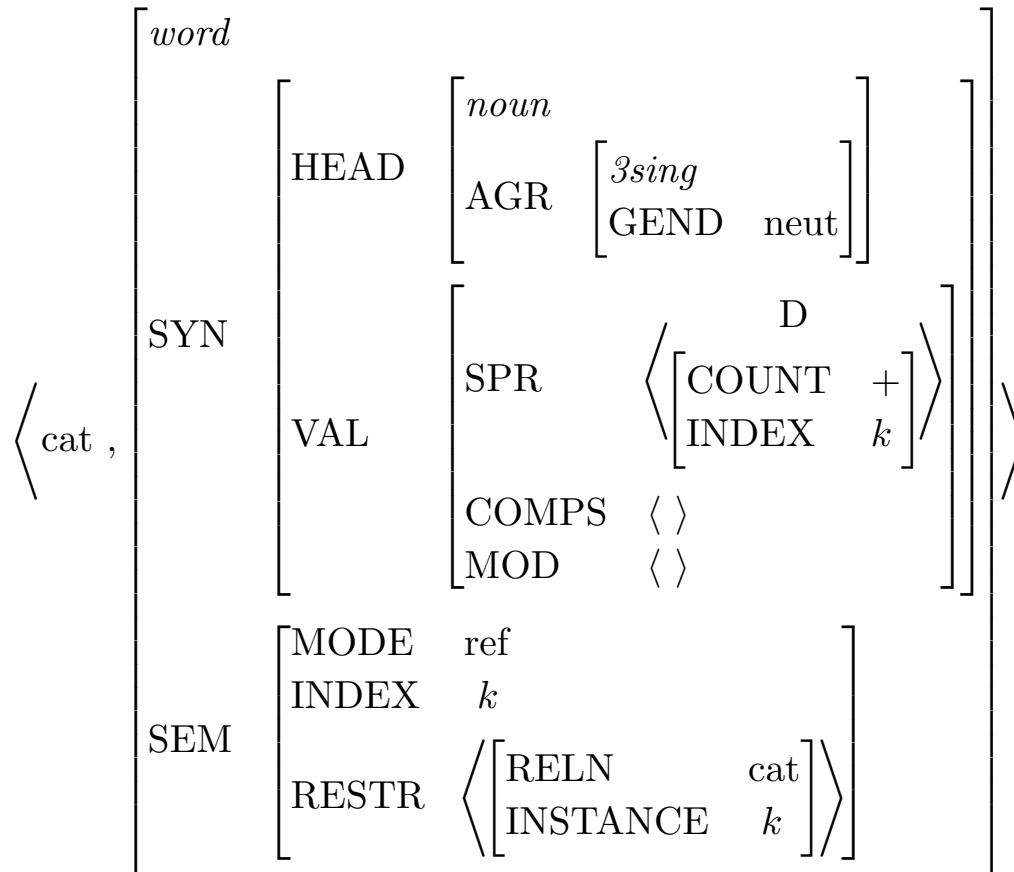 word
noun
HEAD
3sing
AGR
GEND neut
D
SYN
SPR ⟨ COUNT + ⟩
⟨ cat , VAL INDEX k ⟩
COMPS ⟨ ⟩
MOD ⟨ ⟩
MODE ref
INDEX k
SEM
RELN cat
RESTR ⟨ ⟩
INSTANCE k